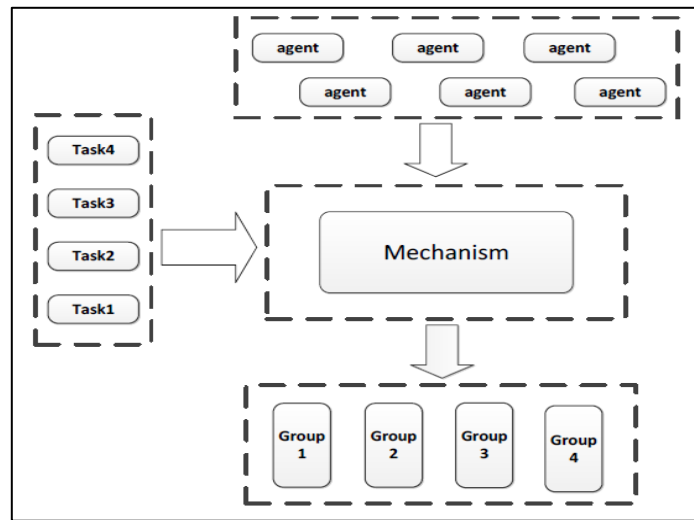 agent agent agent
agent agent agent
Task4
Task3
Task2
Task1
Mechanism
Group 1
Group 2
Group 3
Group 4